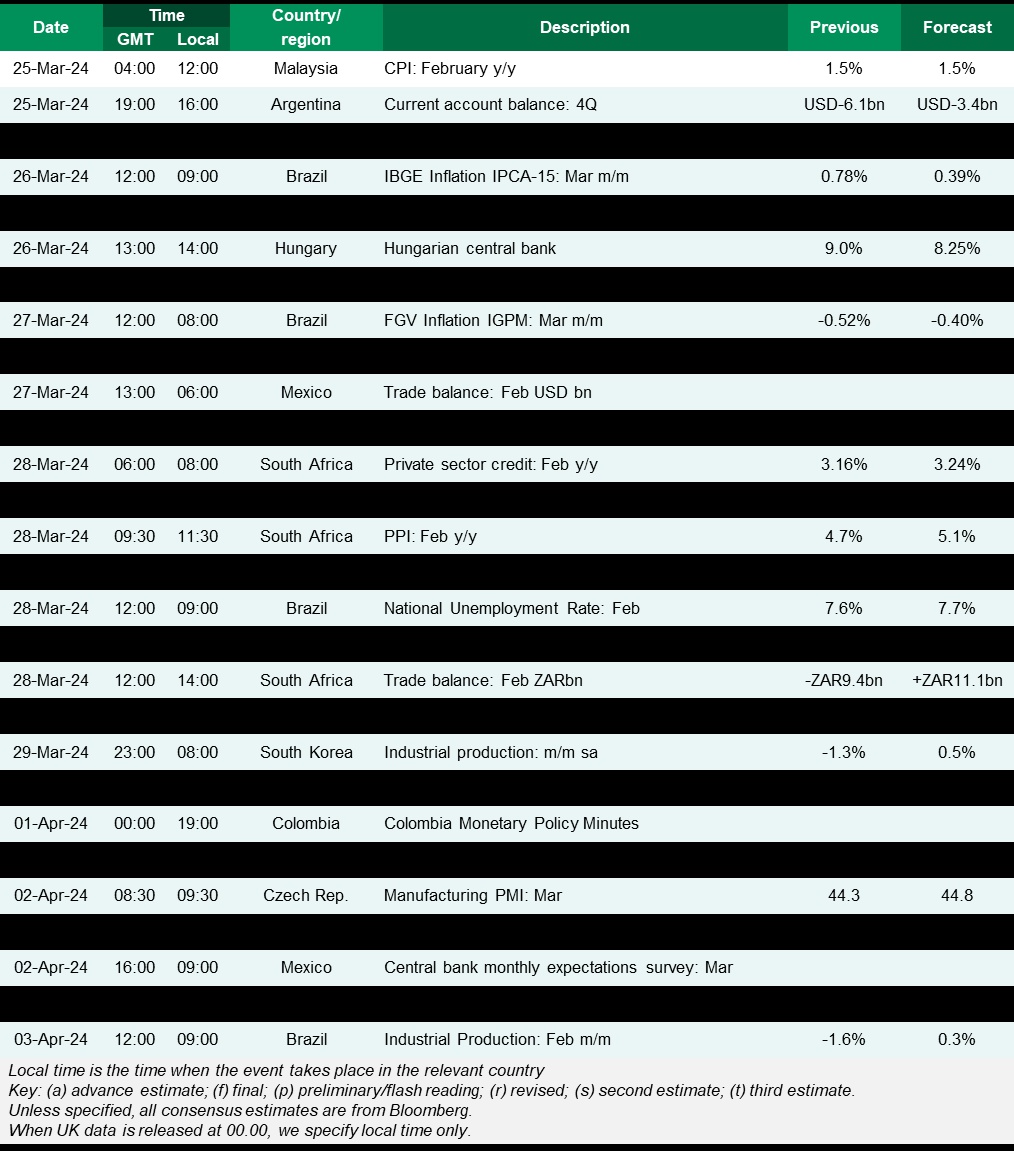 Date Time Country/ region Description Previous Forecast
GMT Local
25-Mar-24 04:00 12:00 Malaysia CPI: February y/y 1.5% 1.5%
25-Mar-24 19:00 16:00 Argentina Current account balance: 4Q USD-6.1bn USD-3.4bn
26-Mar-24 12:00 09:00 Brazil IBGE Inflation IPCA-15: Mar m/m 0.78% 0.39%
26-Mar-24 13:00 14:00 Hungary Hungarian central bank 9.0% 8.25%
27-Mar-24 12:00 08:00 Brazil FGV Inflation IGPM: Mar m/m -0.52% -0.40%
27-Mar-24 13:00 06:00 Mexico Trade balance: Feb USD bn
28-Mar-24 06:00 08:00 South Africa Private sector credit: Feb y/y 3.16% 3.24%
28-Mar-24 09:30 11:30 South Africa PPI: Feb y/y 4.7% 5.1%
28-Mar-24 12:00 09:00 Brazil National Unemployment Rate: Feb 7.6% 7.7%
28-Mar-24 12:00 14:00 South Africa Trade balance: Feb ZARbn -ZAR9.4bn +ZAR11.1bn
29-Mar-24 23:00 08:00 South Korea Industrial production: m/m sa -1.3% 0.5%
01-Apr-24 00:00 19:00 Colombia Colombia Monetary Policy Minutes
02-Apr-24 08:30 09:30 Czech Rep. Manufacturing PMI: Mar 44.3 44.8
02-Apr-24 16:00 09:00 Mexico Central bank monthly expectations survey: Mar
03-Apr-24 12:00 09:00 Brazil Industrial Production: Feb m/m -1.6% 0.3%
Local time is the time when the event takes place in the relevant country
Key: (a) advance estimate; (f) final; (p) preliminary/flash reading; (r) revised; (s) second estimate; (t) third estimate.
Unless specified, all consensus estimates are from Bloomberg.
When UK data is released at 00.00, we specify local time only.